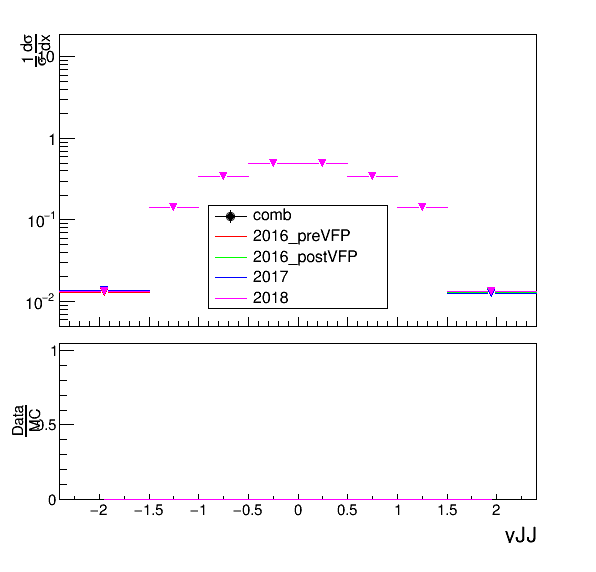 1 dσ
σ dx
10
1
10⁻¹
10⁻²
comb
2016_preVFP
2016_postVFP
2017
2018
Data
MC
1
0.5
0
−2 −1.5 −1 −0.5 0 0.5 1 1.5 2
vJJ